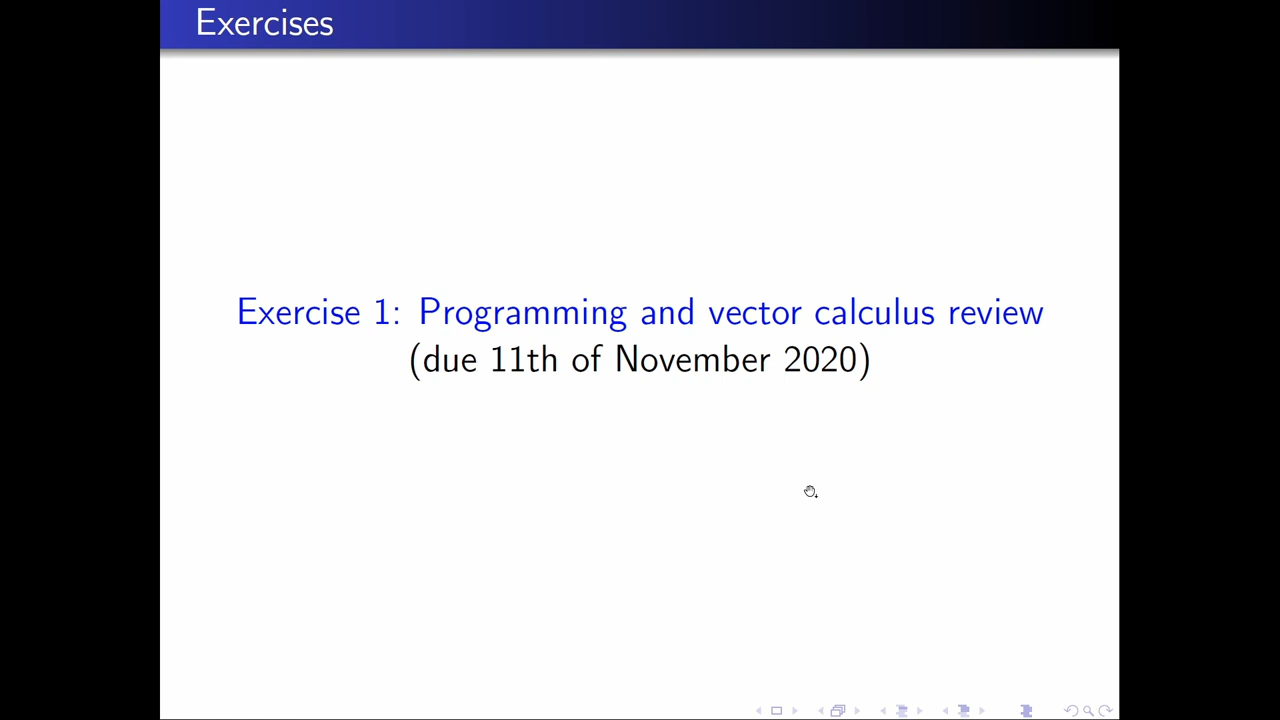 Exercises
Exercise 1: Programming and vector calculus review
(due 11th of November 2020)